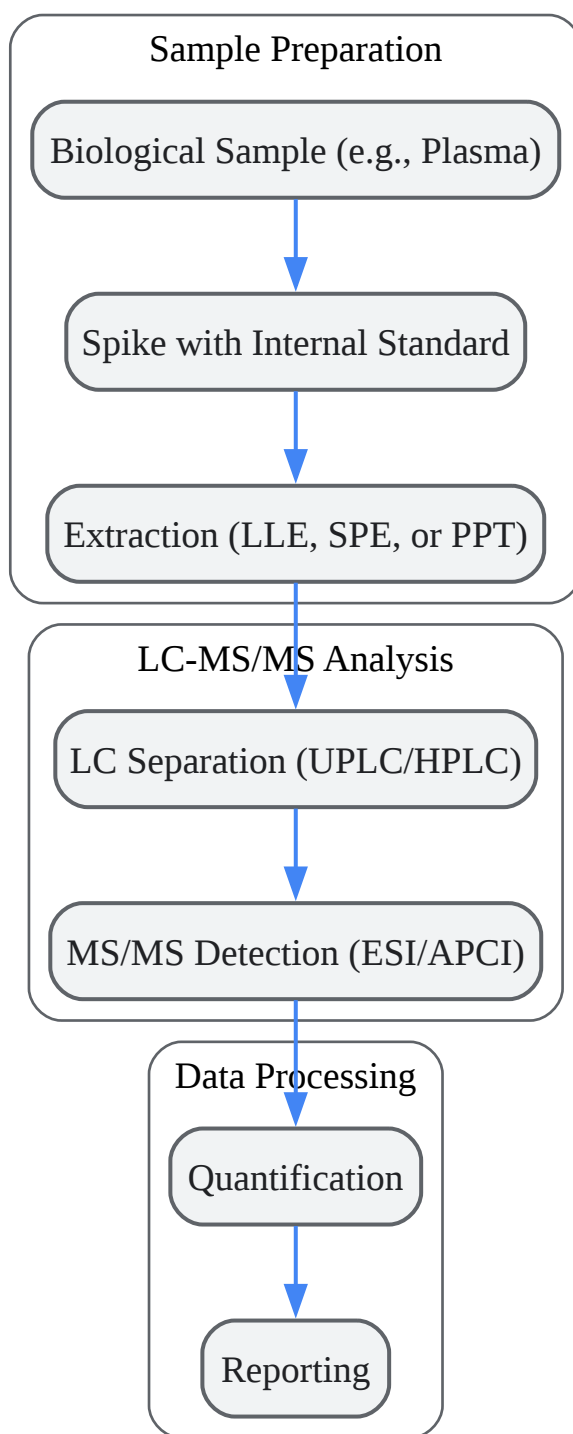 Sample Preparation
Biological Sample (e.g., Plasma)
Spike with Internal Standard
Extraction (LLE, SPE, or PPT)
LC-MS/MS Analysis
LC Separation (UPLC/HPLC)
MS/MS Detection (ESI/APCI)
Data Processing
Quantification
Reporting